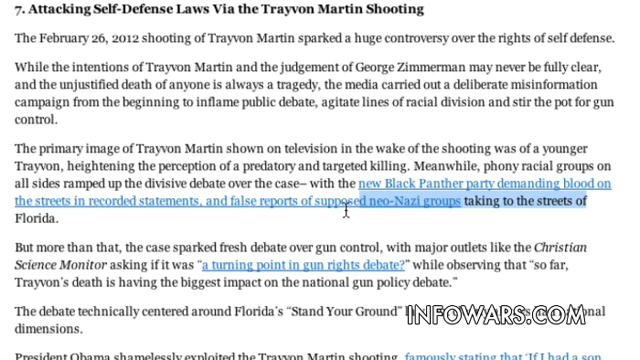 7. Attacking Self-Defense Laws Via the Trayvon Martin Shooting
The February 26, 2012 shooting of Trayvon Martin sparked a huge controversy over the rights of self defense.
While the intentions of Trayvon Martin and the judgement of George Zimmerman may never be fully clear,
and the unjustified death of anyone is always a tragedy, the media carried out a deliberate misinformation
campaign from the beginning to inflame public debate, agitate lines of racial division and stir the pot for gun
control.
The primary image of Trayvon Martin shown on television in the wake of the shooting was of a younger
Trayvon, heightening the perception of a predatory and targeted killing. Meanwhile, phony racial groups on
all sides ramped up the divisive debate over the case– with the new Black Panther party demanding blood on
the streets in recorded statements, and false reports of supposed neo-Nazi groups taking to the streets of
Florida.
But more than that, the case sparked fresh debate over gun control, with major outlets like the Christian
Science Monitor asking if it was “a turning point in gun rights debate?” while observing that “so far,
Trayvon’s death is having the biggest impact on the national gun policy debate.”
The debate technically centered around Florida’s “Stand Your Ground”
INFOWARS.COM
dimensions.
President Obama shamelessly exploited the Trayvon Martin shooting, famously stating that ‘If I had a son,